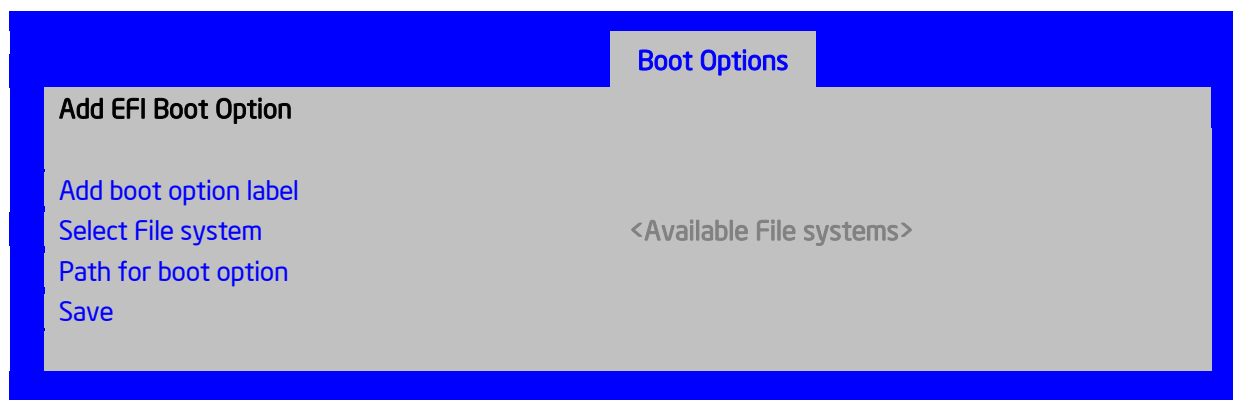 Boot Options
Add EFI Boot Option
Add boot option label
Select File system <Available File systems>
Path for boot option
Save